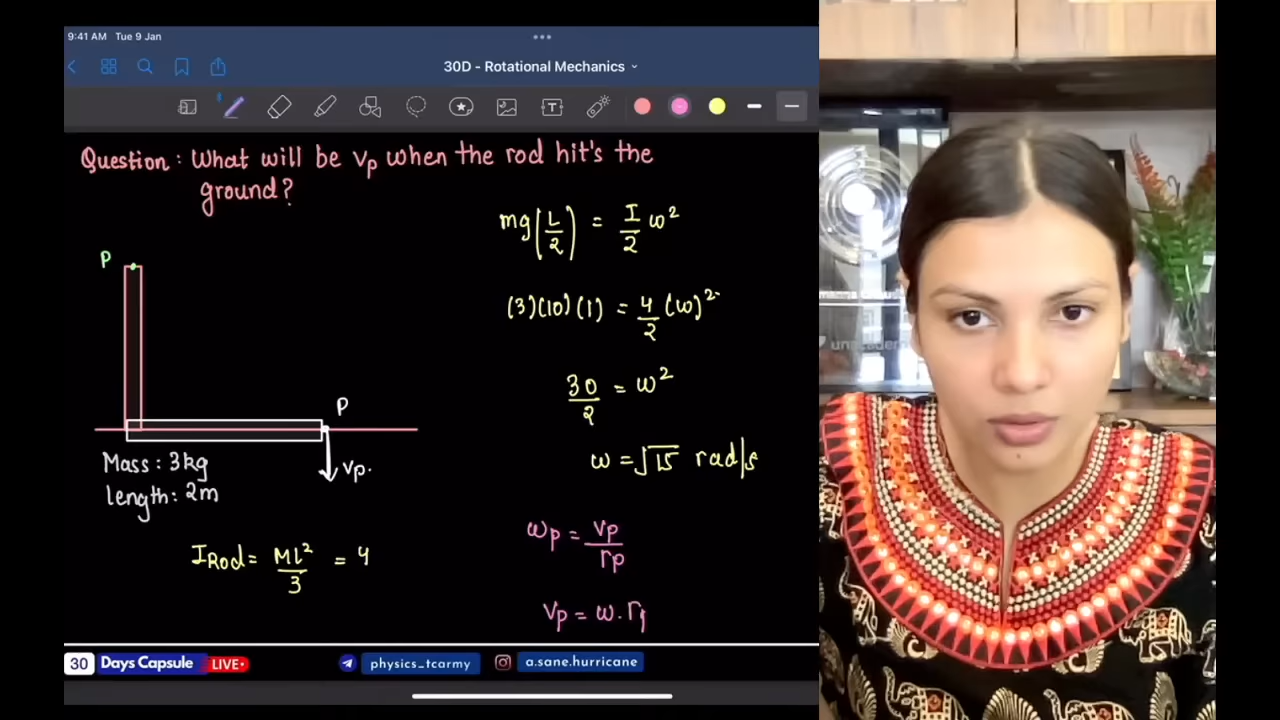 9:41 AM Tue 9 Jan
30D - Rotational Mechanics
Question : What will be vp when the rod hit's the
ground?
P
P
vp.
Mass : 3kg
length: 2m
I Rod = Ml²/3 = 4
mg(L/2) = I/2 ω²
(3)(10)(1) = 4/2 (ω)²
30/2 = ω²
ω = √15 rad/s
ωp = vp/rp
vp = ω.r
30 Days Capsule LIVE
physics_tcarmy
a.sane.hurricane